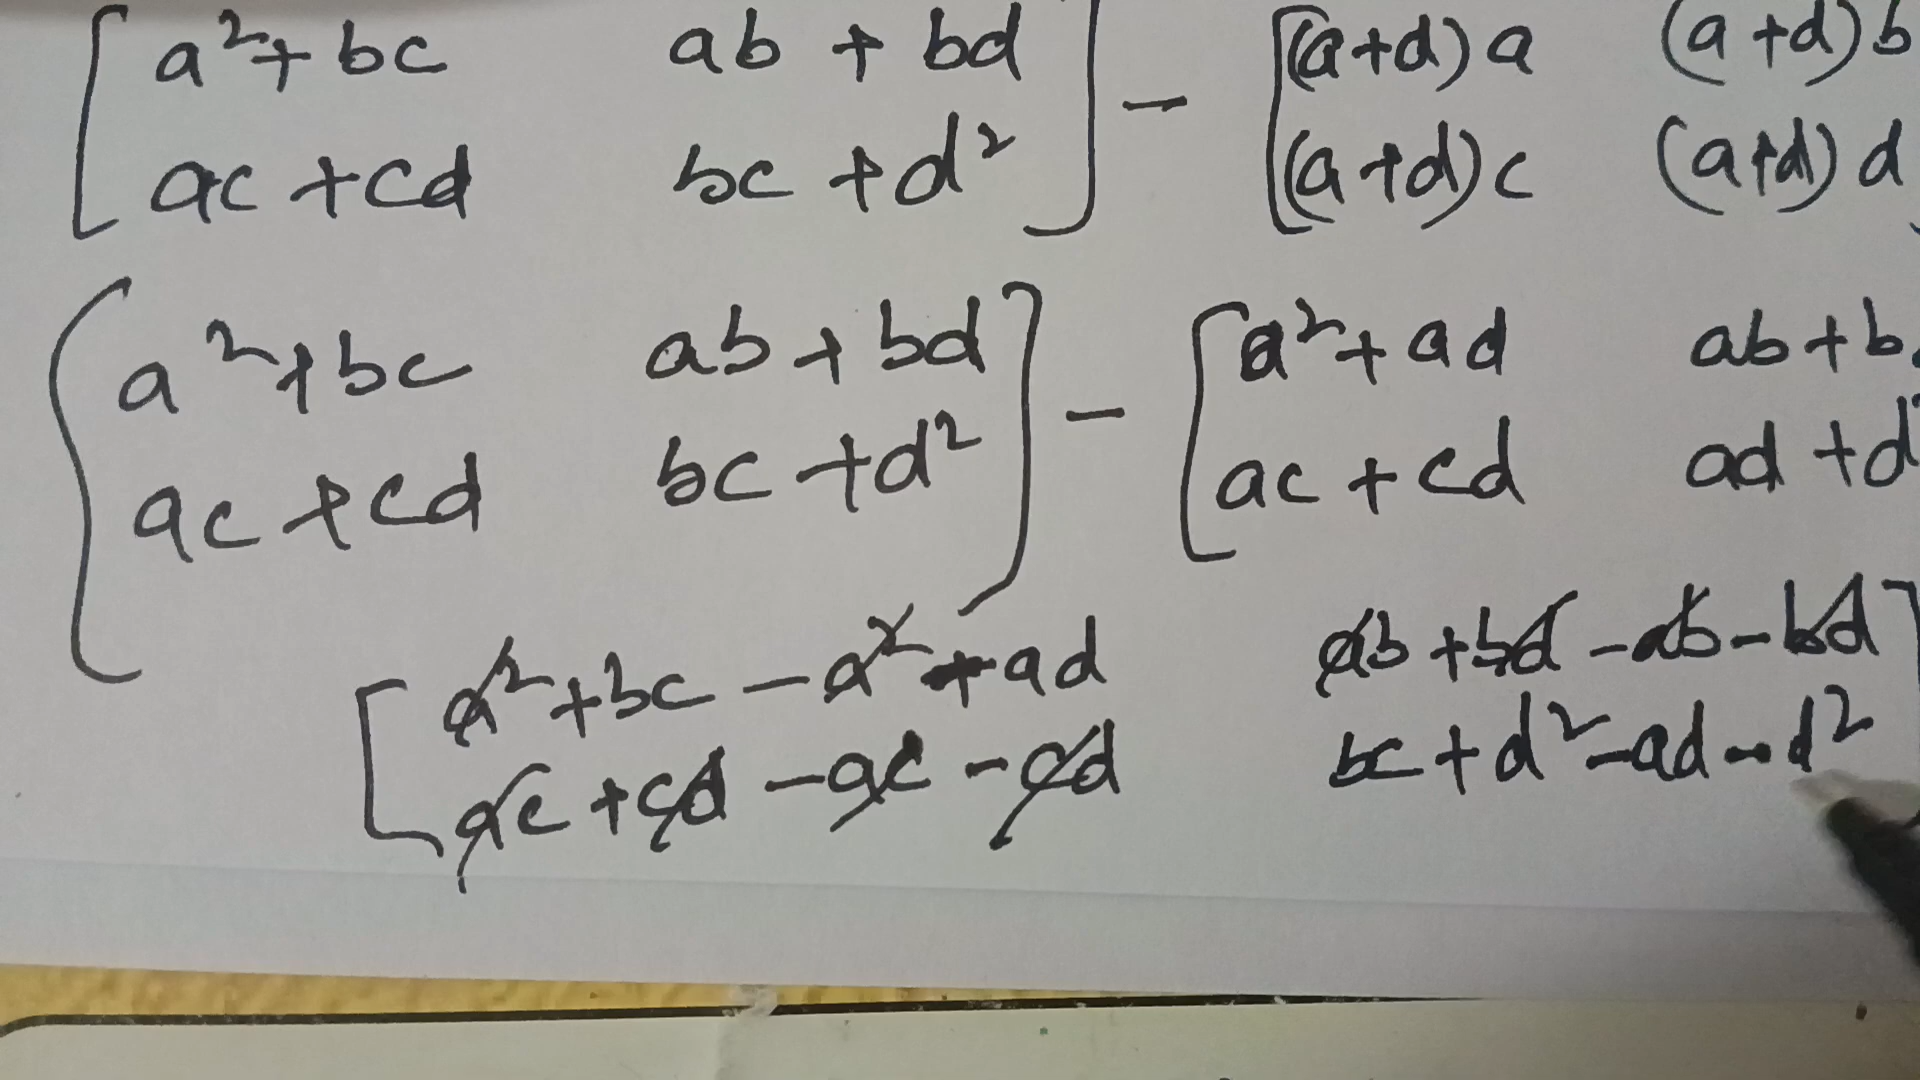 [ a²+bc ab + bd ] - [ (a+d) a (a+d) b
ac +cd bc +d² ] (a+d) c (a+d) d
[ a²+bc ab + bd ] - [ a²+ad ab + b
ac +cd bc +d² ] ac + cd ad + d
[ a²+bc - a² + ad ab + bd - ab - bd ]
ac +cd - ac - cd bc + d² - ad - d²